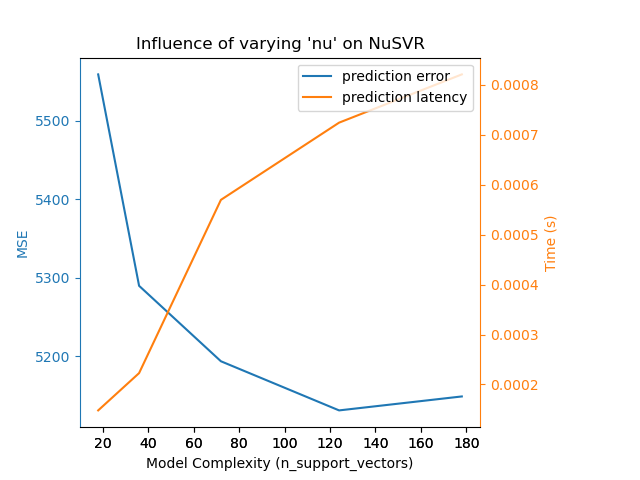 Influence of varying 'nu' on NuSVR
prediction error
prediction latency
MSE
5500
5400
5300
5200
0.0008
0.0007
0.0006
0.0005
0.0004
0.0003
0.0002
Time (s)
20 40 60 80 100 120 140 160 180
Model Complexity (n_support_vectors)